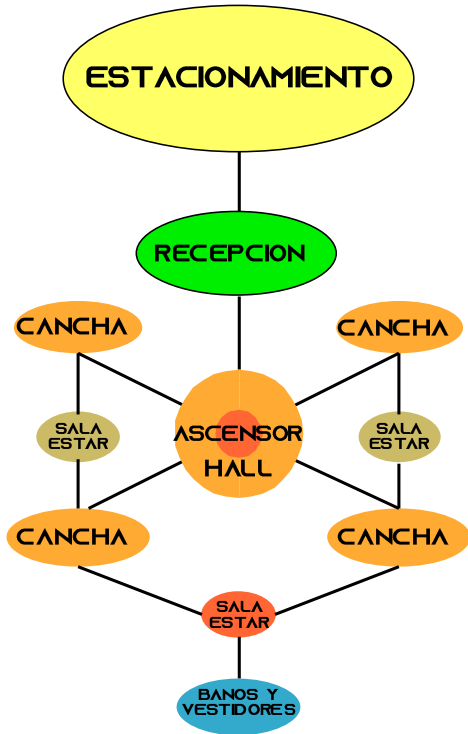 ESTACIONAMIENTO
RECEPCION
CANCHA
CANCHA
SALA
ESTAR
ASCENSOR
HALL
SALA
ESTAR
CANCHA
CANCHA
SALA
ESTAR
BANOS Y
VESTIDORES